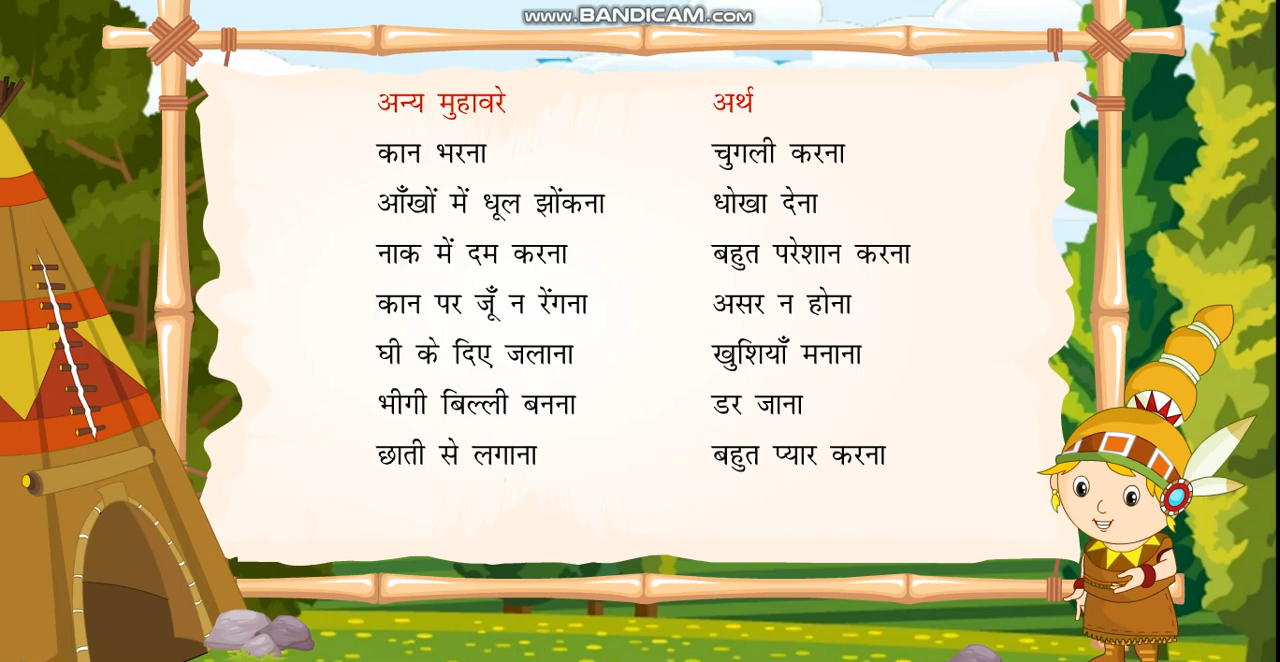 www.BANDICAM.com
अन्य मुहावरे अर्थ
कान भरना चुगली करना
आँखों में धूल झोंकना धोखा देना
नाक में दम करना बहुत परेशान करना
कान पर जूँ न रेंगना असर न होना
घी के दिए जलाना खुशियाँ मनाना
भीगी बिल्ली बनना डर जाना
छाती से लगाना बहुत प्यार करना